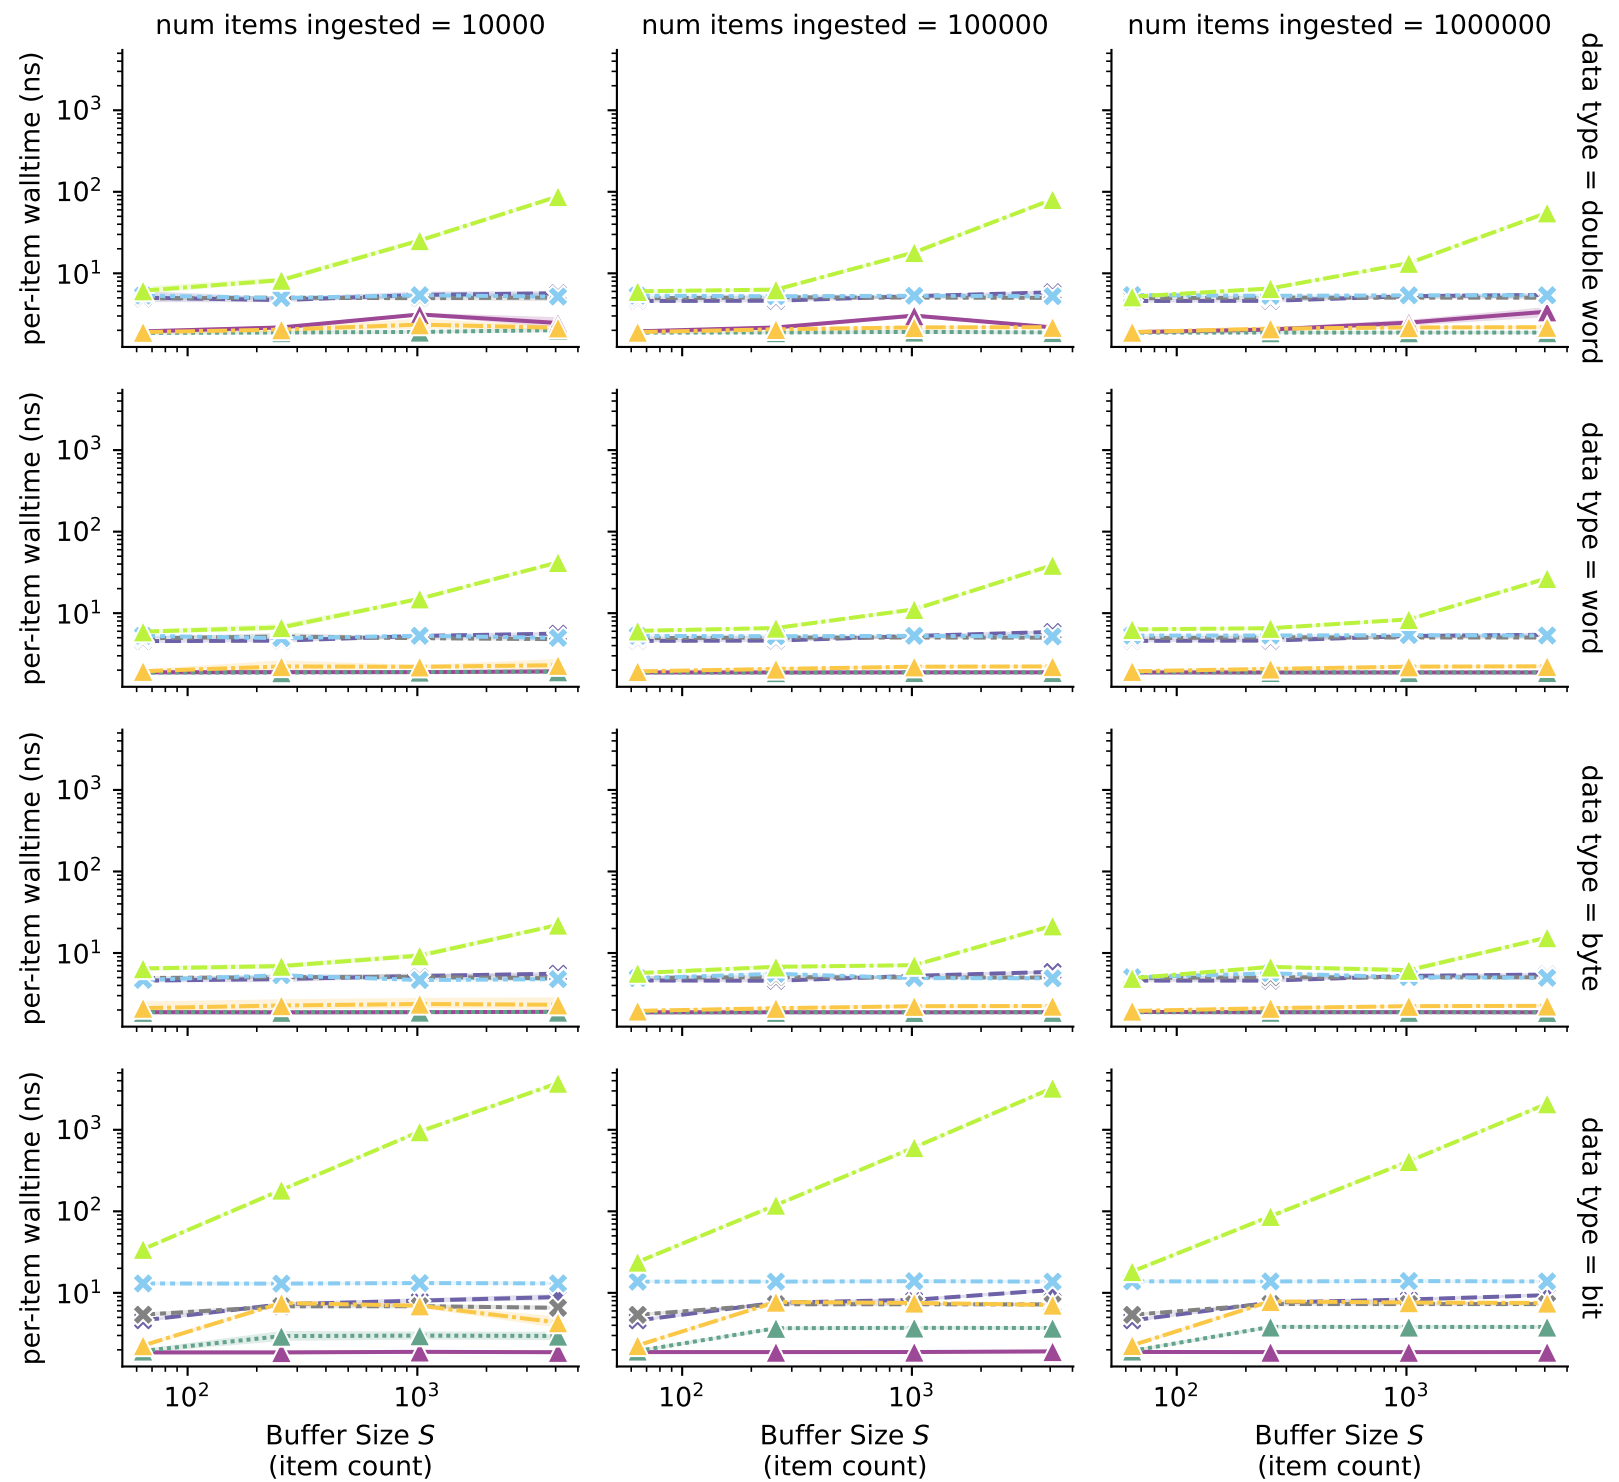 num items ingested = 10000
num items ingested = 100000
num items ingested = 1000000
per-item walltime (ns)
10³
10²
10¹
data type = double word
per-item walltime (ns)
10³
10²
10¹
data type = word
per-item walltime (ns)
10³
10²
10¹
data type = byte
per-item walltime (ns)
10³
10²
10¹
data type = bit
10² 10³
10² 10³
10² 10³
Buffer Size S
(item count)
Buffer Size S
(item count)
Buffer Size S
(item count)